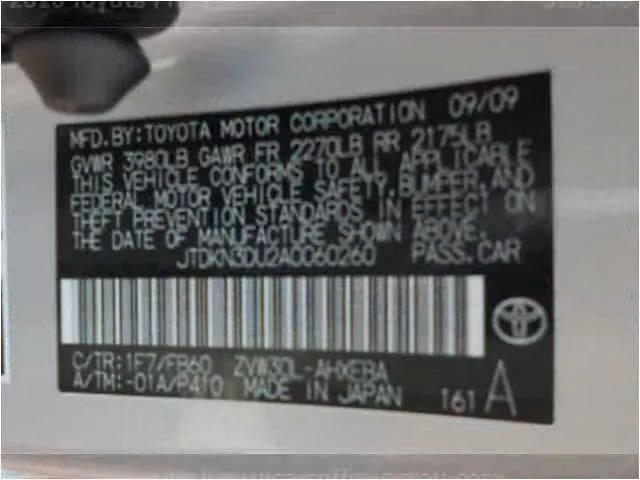 MFD.BY:TOYOTA MOTOR CORPORATION 09/09
GVWR 3980LB GAWR FR 2270LB RR 2175LB
THIS VEHICLE CONFORMS TO ALL APPLICABLE
FEDERAL MOTOR VEHICLE SAFETY,BUMPER,AND
THEFT PREVENTION STANDARDS IN EFFECT ON
THE DATE OF MANUFACTURE SHOWN ABOVE.
JTDKN3DU2A0060260 PASS.CAR
C/TR:1F7/FB60 ZVW30L-AHXEBA
A/TM:-01A/P410 MADE IN JAPAN 161 A